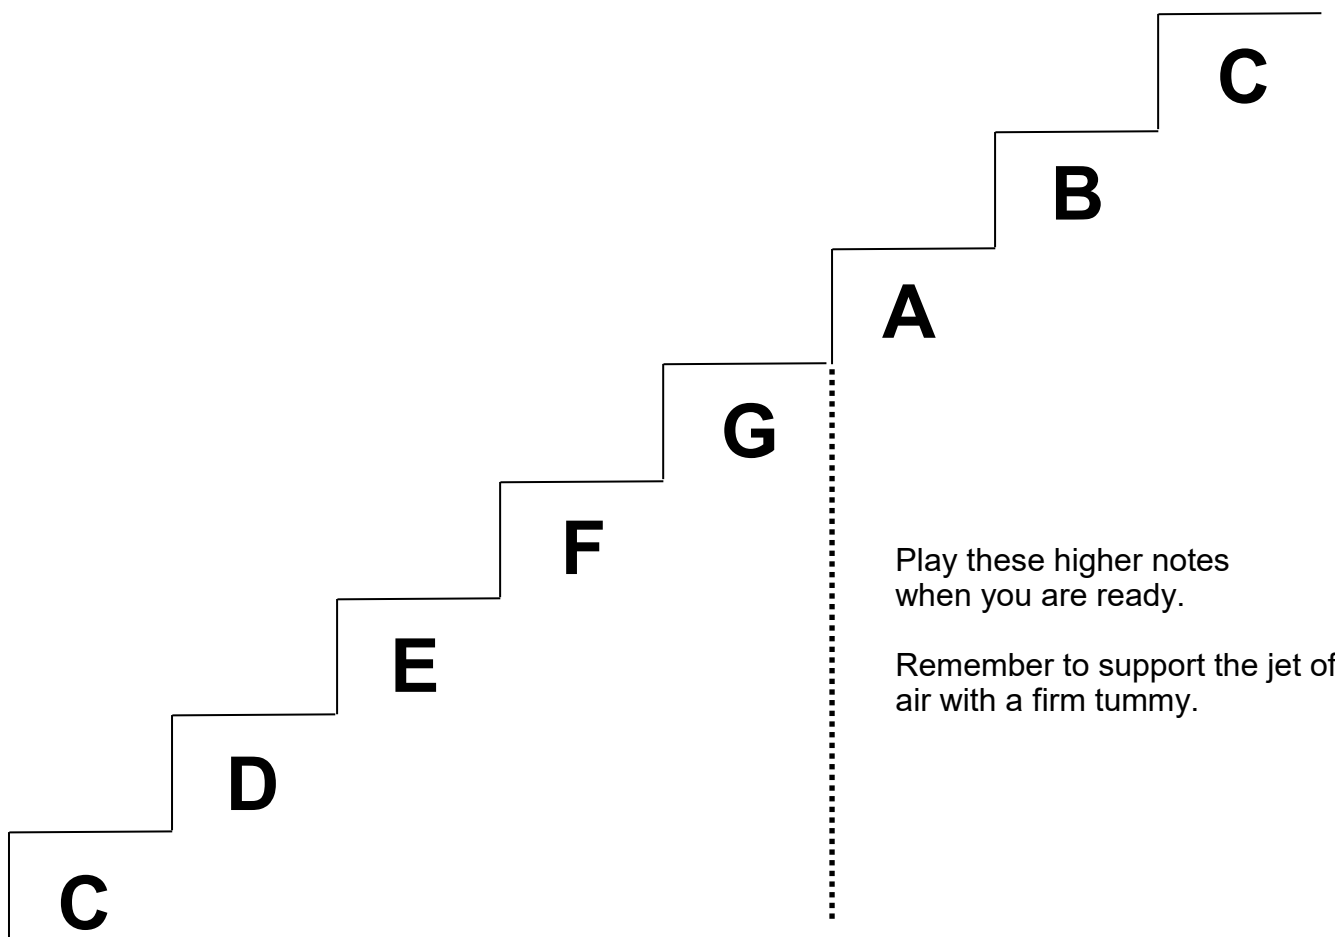 C
B
A
G
F
Play these higher notes
when you are ready.
E
Remember to support the jet of
air with a firm tummy.
D
C